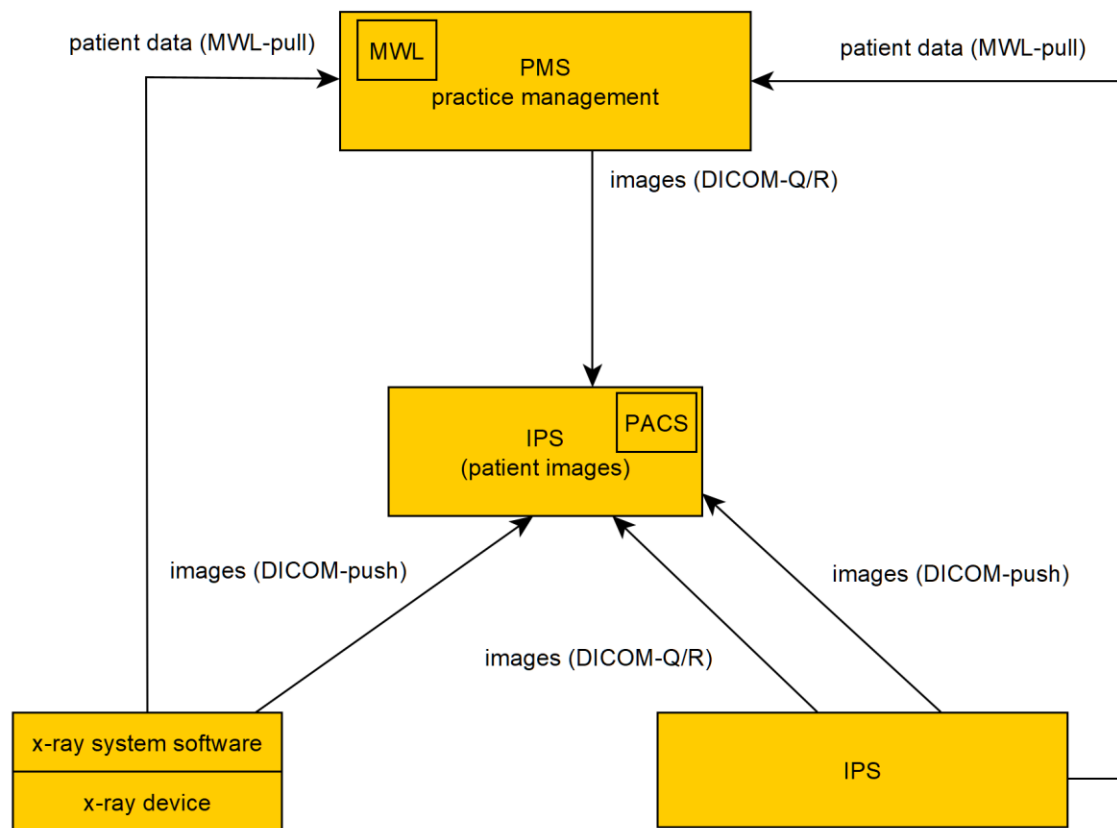 patient data (MWL-pull)
MWL
PMS
practice management
patient data (MWL-pull)
images (DICOM-Q/R)
IPS
(patient images)
PACS
images (DICOM-push)
images (DICOM-push)
images (DICOM-Q/R)
x-ray system software
x-ray device
IPS